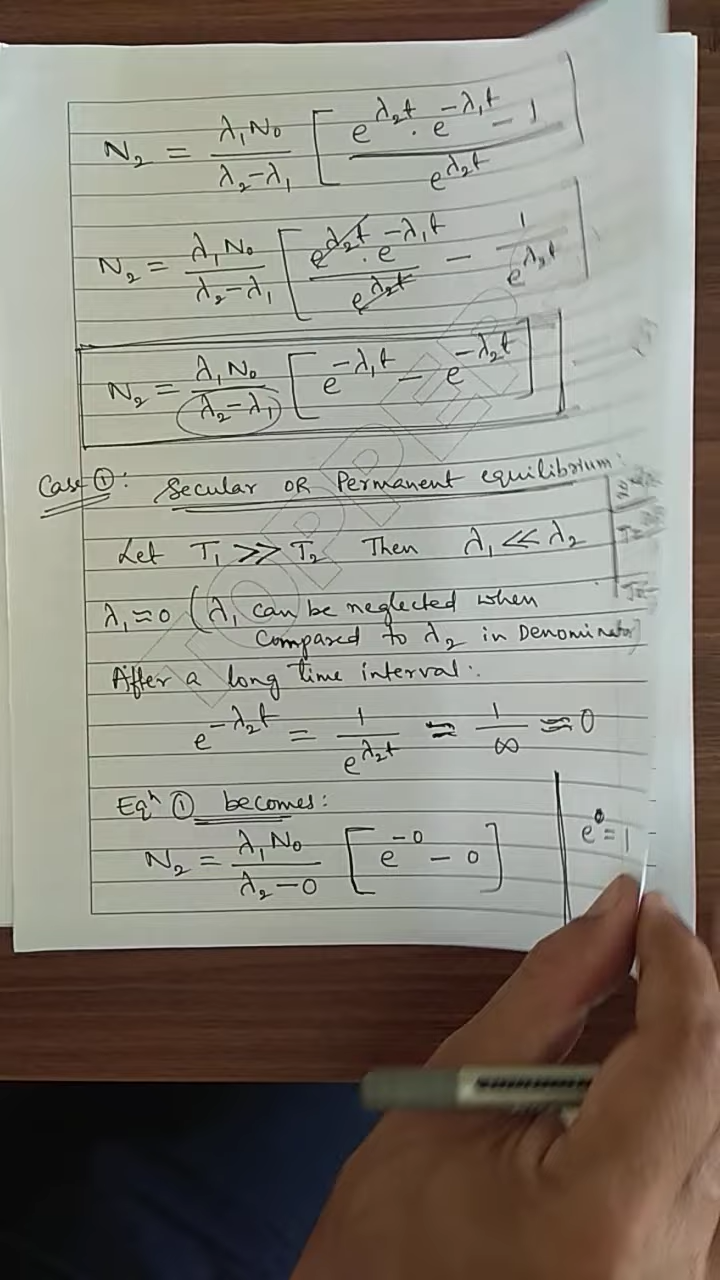 N₂ = λ₁N₀/(λ₂-λ₁) [ (e^(λ₂t) · e^(-λ₁t) - 1)/e^(λ₂t) ]
N₂ = λ₁N₀/(λ₂-λ₁) [ (e^(λ₂t) · e^(-λ₁t))/e^(λ₂t) - 1/e^(λ₂t) ]
N₂ = λ₁N₀/(λ₂-λ₁) [ e^(-λ₁t) - e^(-λ₂t) ]
Case ①: Secular OR Permanent equilibrium:
Let T₁ >> T₂ Then λ₁ << λ₂
λ₁ ≈ 0 (λ₁ can be neglected when
compared to λ₂ in Denominator)
After a long time interval:
e^(-λ₂t) = 1/e^(λ₂t) = 1/∞ ≈ 0
Eqⁿ ① becomes:
N₂ = λ₁N₀/(λ₂-0) [ e^(-0) - 0 ]
e⁰ = 1
TOPPER